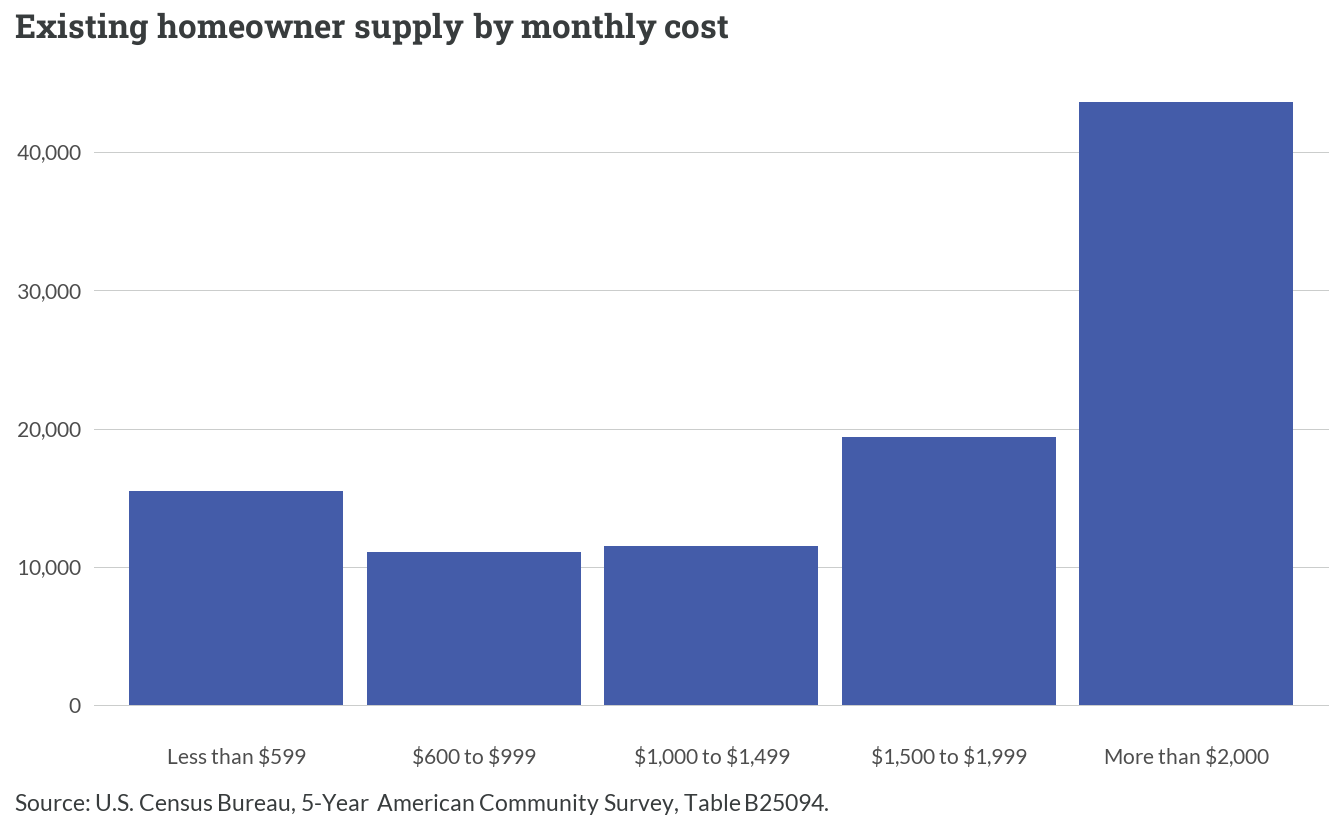 Existing homeowner supply by monthly cost
40,000
30,000
20,000
10,000
0
Less than $599 $600 to $999 $1,000 to $1,499 $1,500 to $1,999 More than $2,000
Source: U.S. Census Bureau, 5-Year American Community Survey, Table B25094.